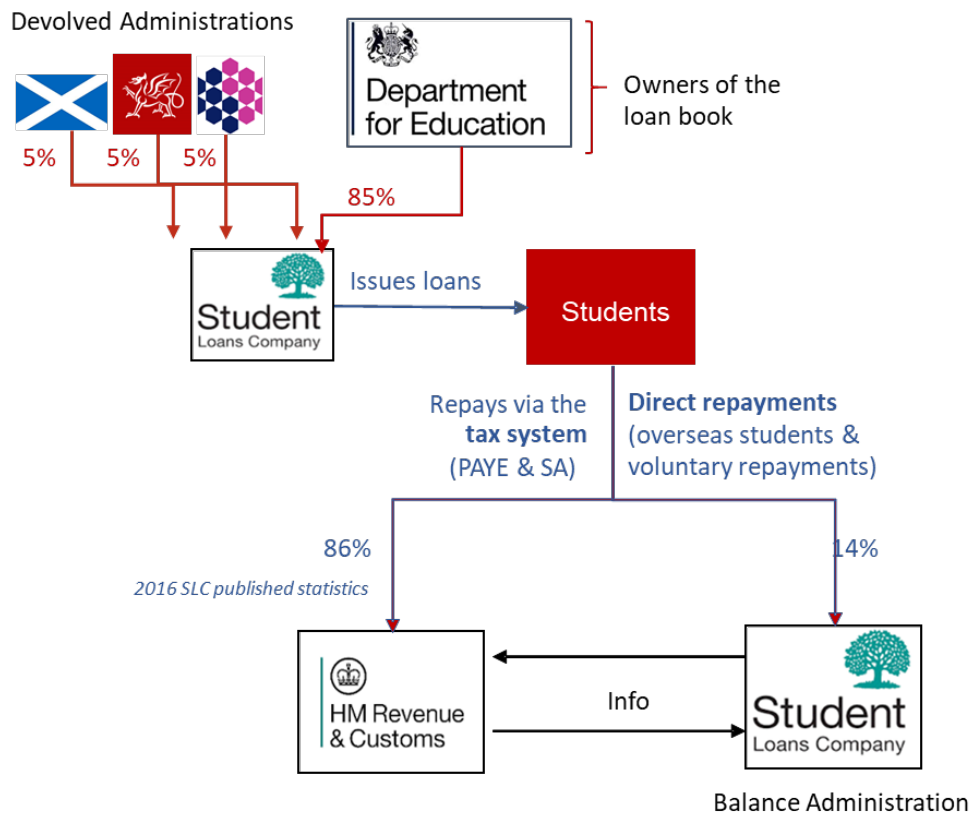 Devolved Administrations
Department
for Education
Owners of the
loan book
5%
5%
5%
85%
Student
Loans Company
Issues loans
Students
Repays via the
tax system
(PAYE & SA)
Direct repayments
(overseas students &
voluntary repayments)
86%
14%
2016 SLC published statistics
HM Revenue
& Customs
Info
Student
Loans Company
Balance Administration